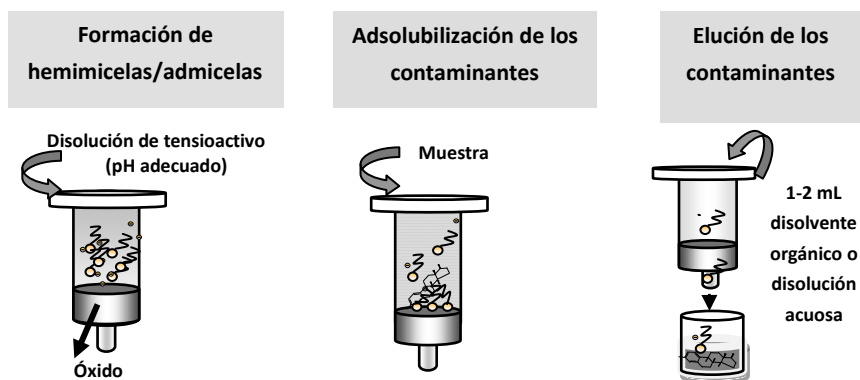 Formación de
hemimicelas/admicelas
Adsolubilización de los
contaminantes
Elución de los
contaminantes
Disolución de tensioactivo
(pH adecuado)
Óxido
Muestra
1-2 mL
disolvente
orgánico o
disolución
acuosa